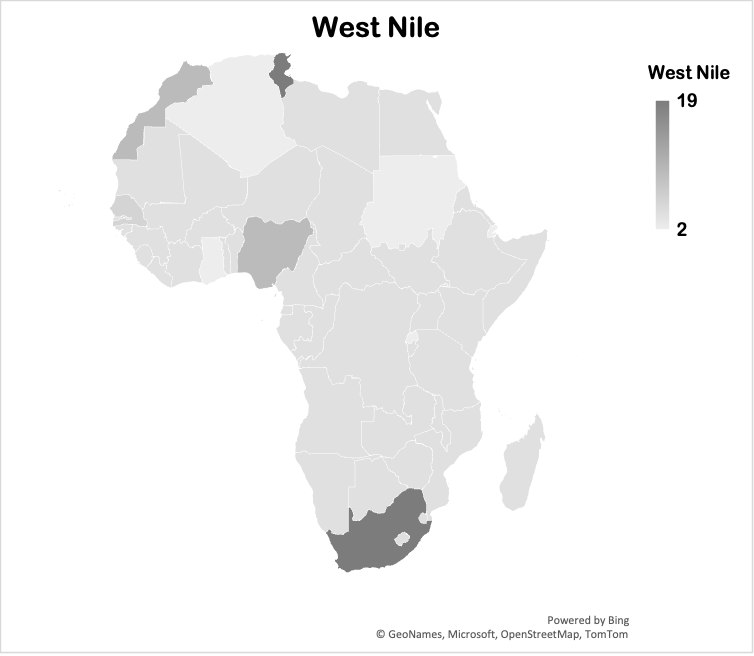 West Nile
West Nile
19
2
Powered by Bing
© GeoNames, Microsoft, OpenStreetMap, TomTom